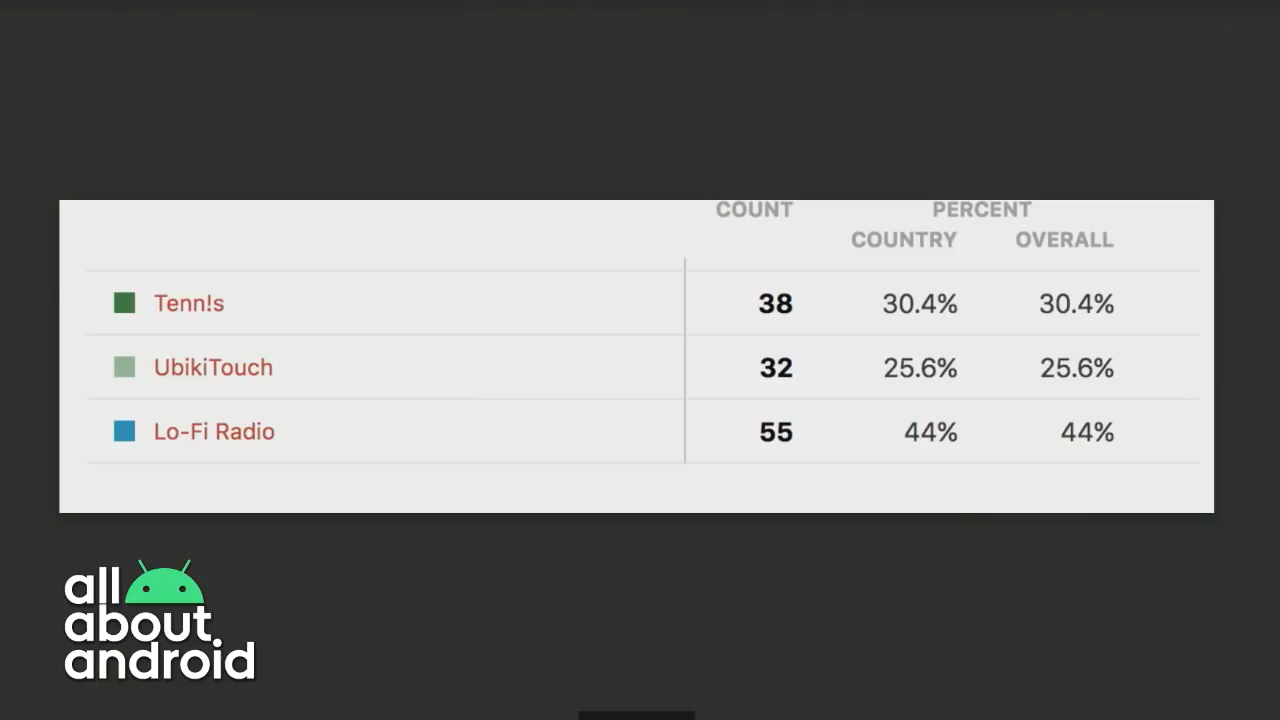 COUNT PERCENT
COUNTRY OVERALL
Tenn!s 38 30.4% 30.4%
UbikiTouch 32 25.6% 25.6%
Lo-Fi Radio 55 44% 44%
all
about
android